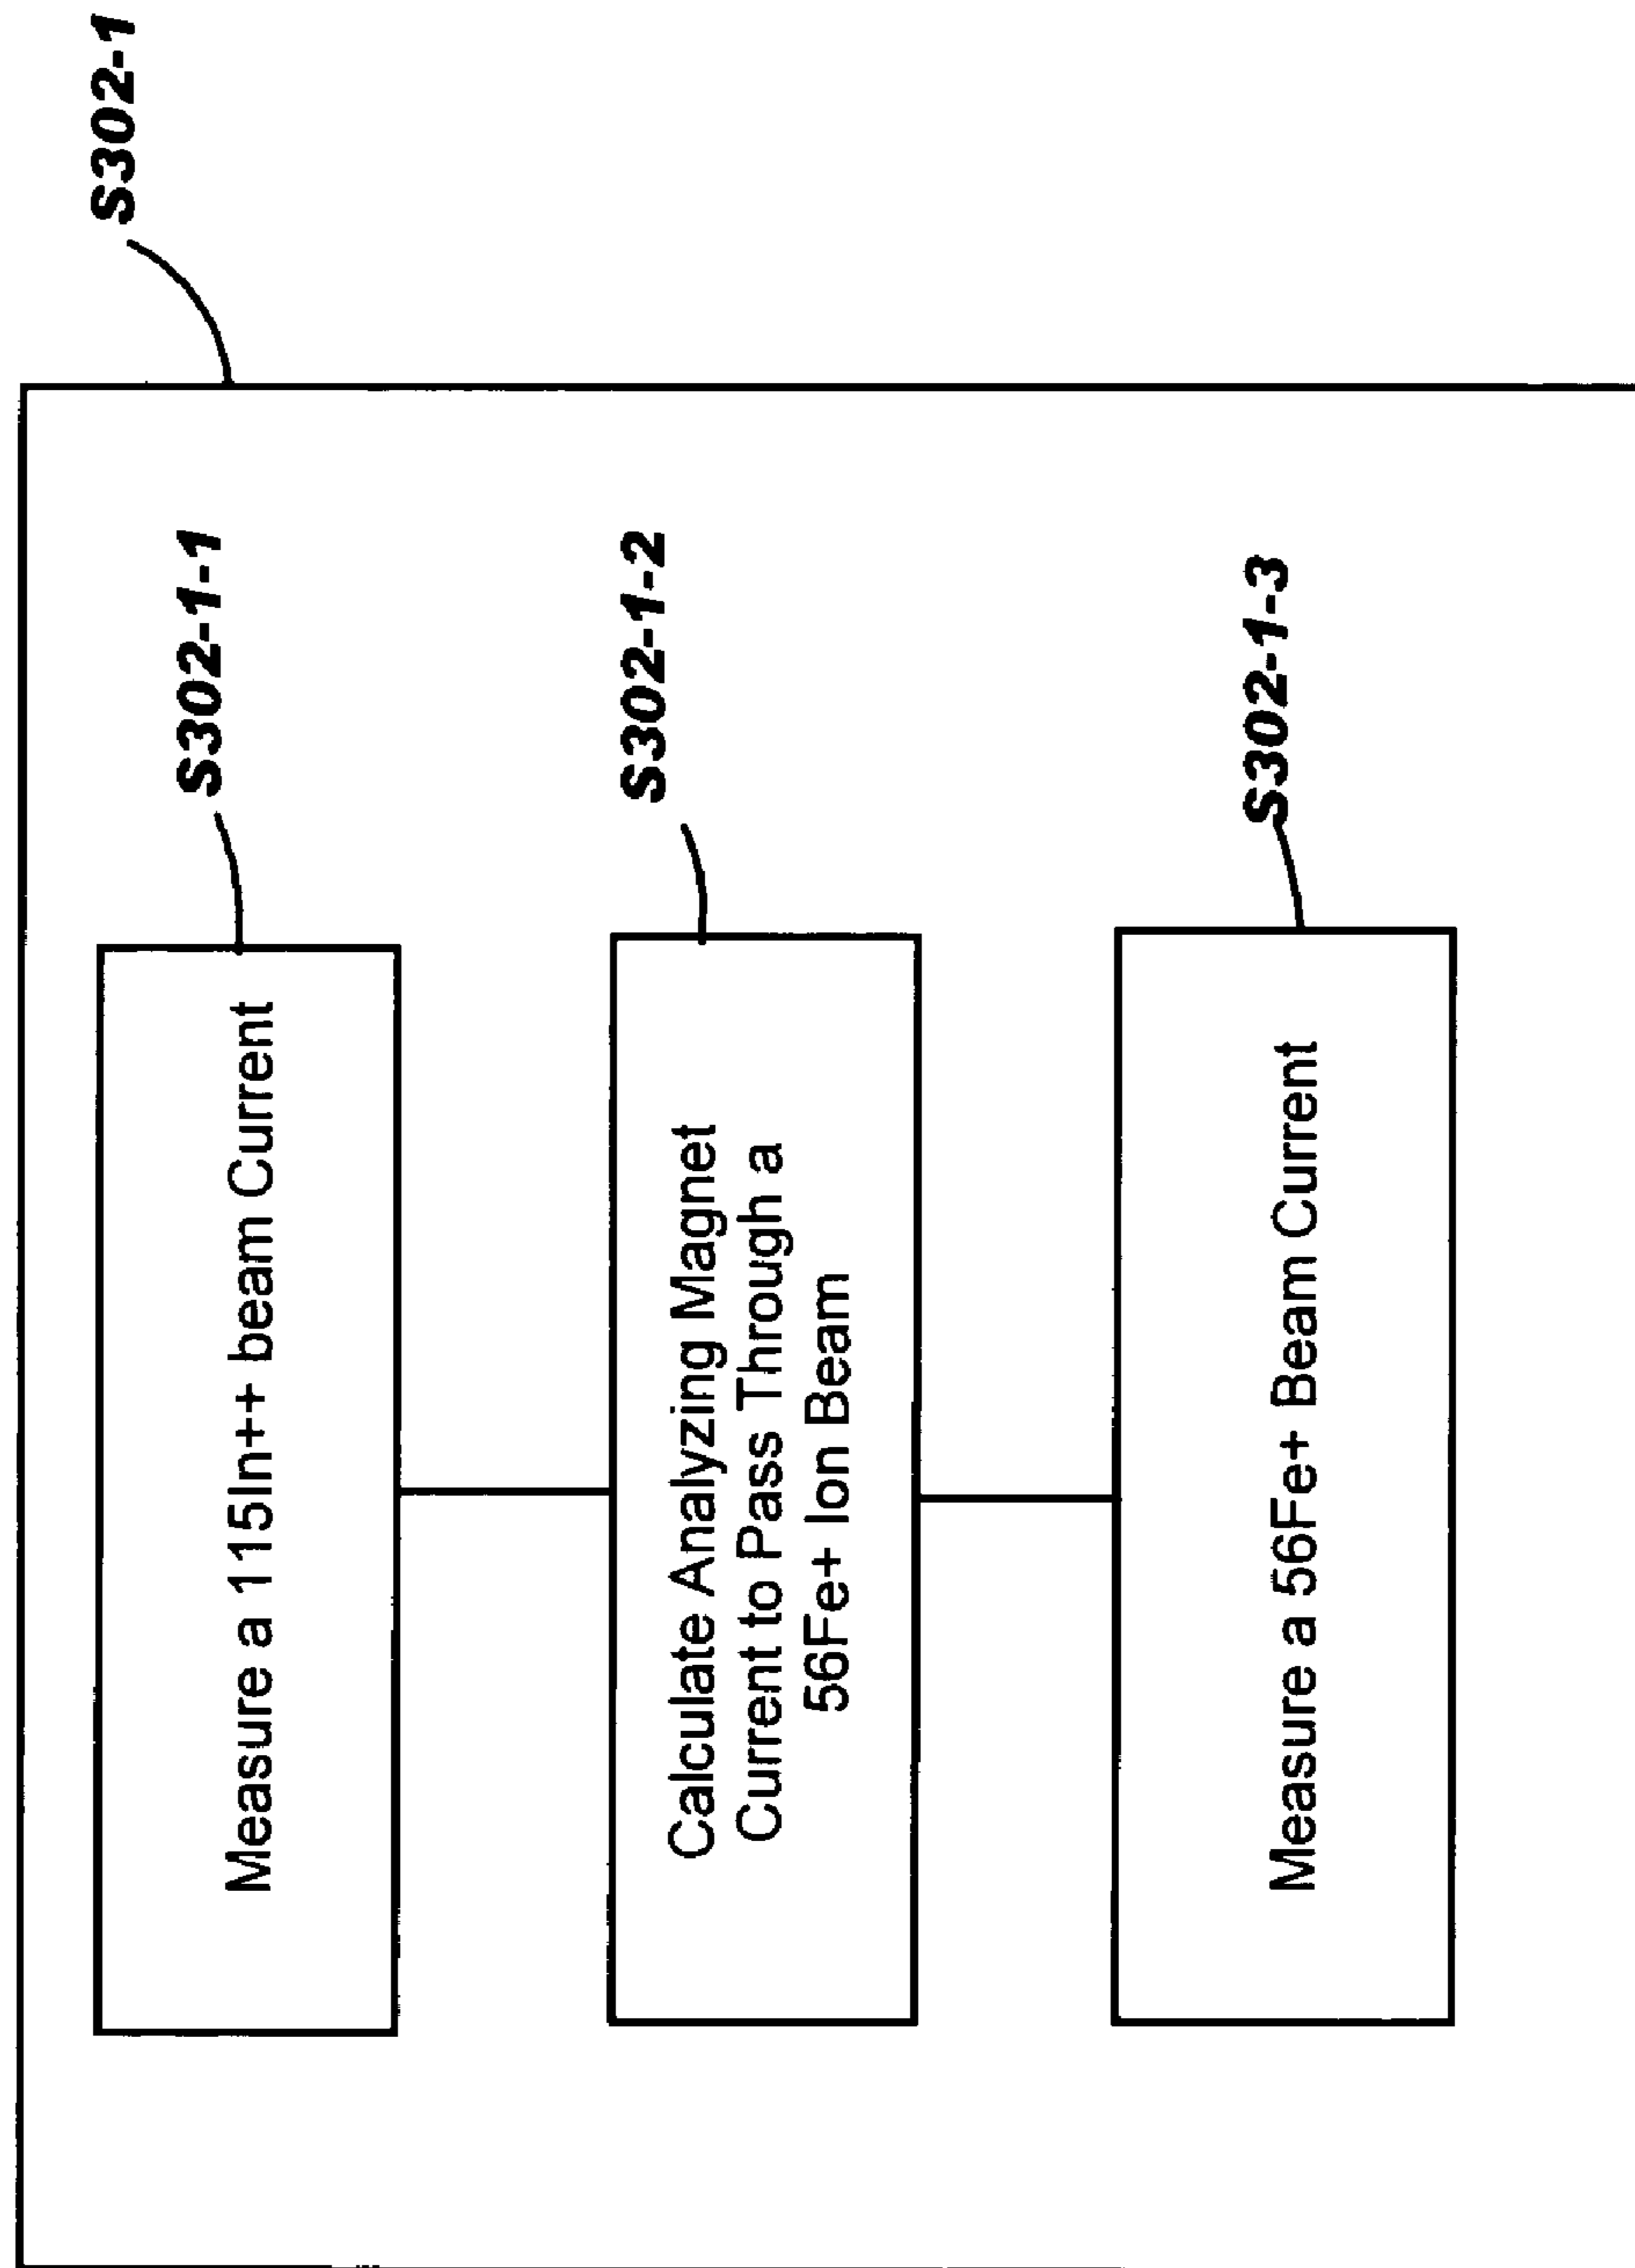 S302-1
S302-1-1
Measure a 115In++ beam Current
S302-1-2
Calculate Analyzing Magnet
Current to Pass Through a
56Fe+ Ion Beam
S302-1-3
Measure a 56Fe+ Beam Current